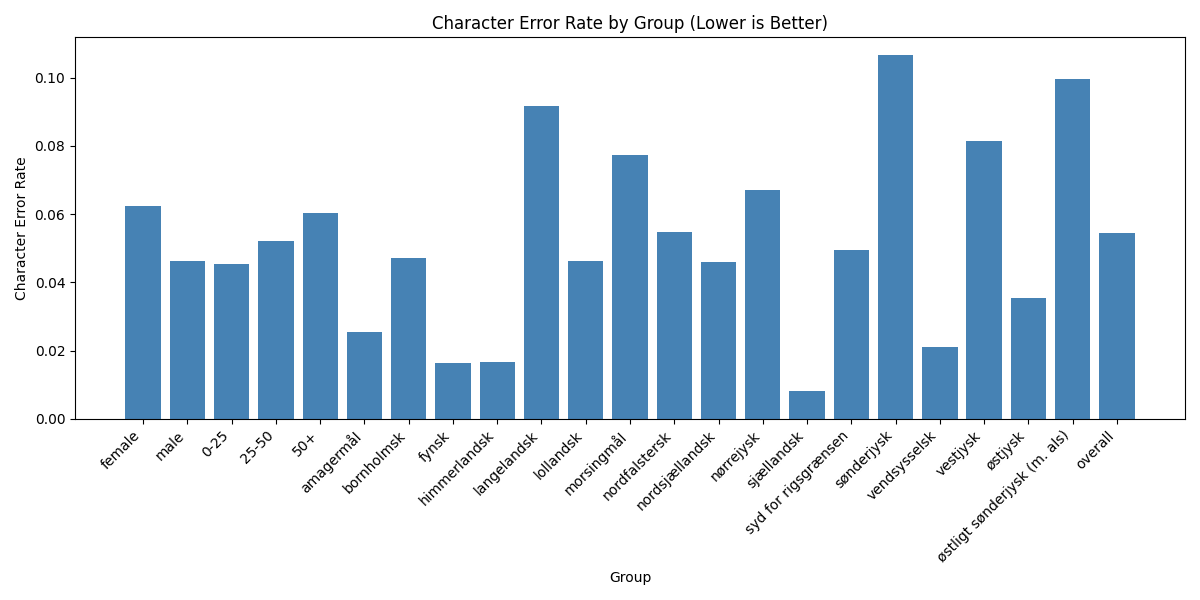 Character Error Rate by Group (Lower is Better)
Character Error Rate
0.10
0.08
0.06
0.04
0.02
0.00
female
male
0-25
25-50
50+
amagermål
bornholmsk
fynsk
himmerlandsk
langelandsk
lollandsk
morsingmål
nordfalstersk
nordsjællandsk
nørrejysk
sjællandsk
syd for rigsgrænsen
sønderjysk
vendsysselsk
vestjysk
østjysk
østligt sønderjysk (m. als)
overall
Group